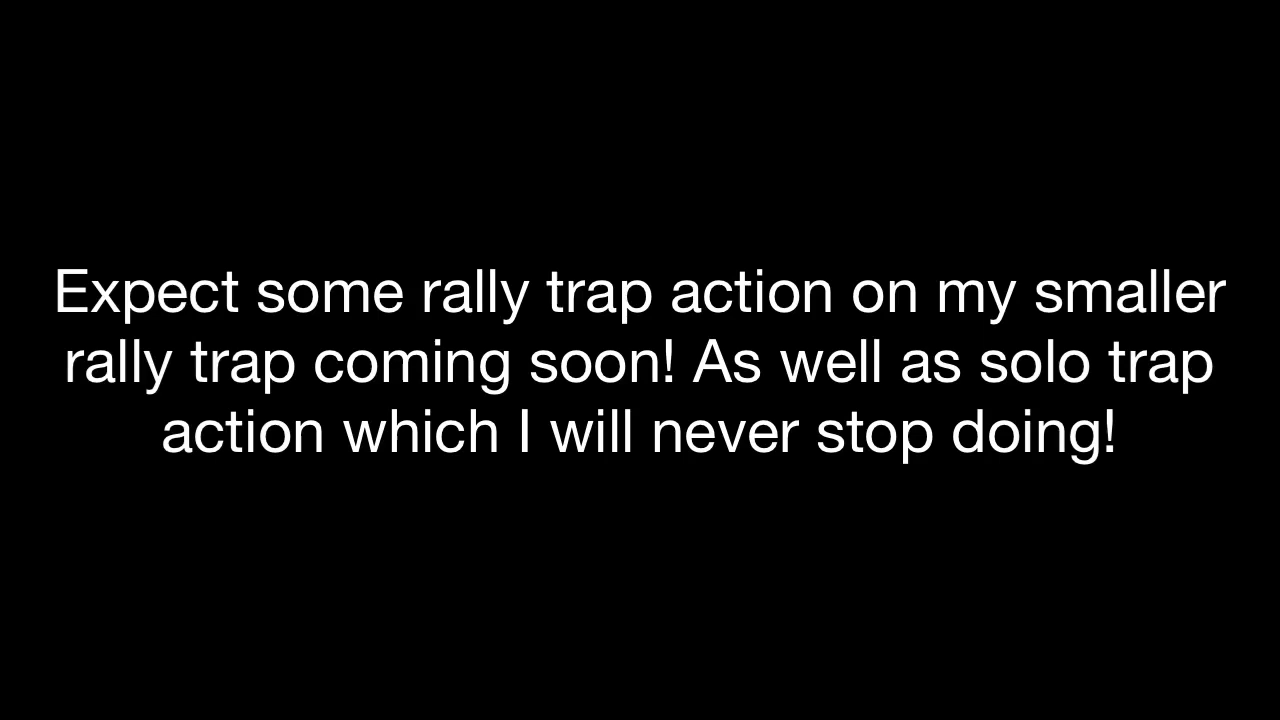 Expect some rally trap action on my smaller
rally trap coming soon! As well as solo trap
action which I will never stop doing!